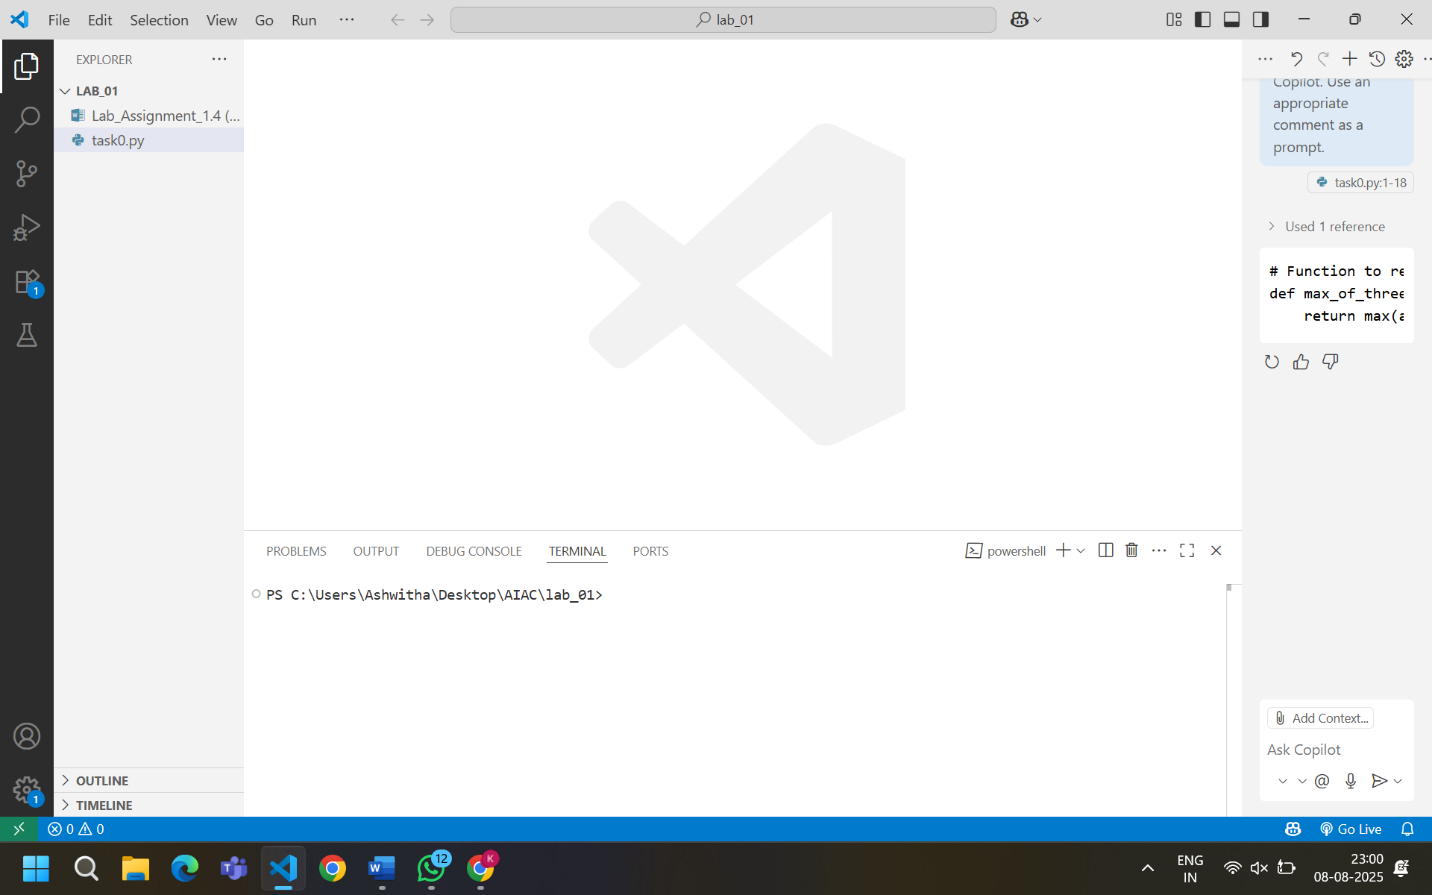 File Edit Selection View Go Run ···
lab_01
EXPLORER
LAB_01
Lab_Assignment_1.4 (...
task0.py
OUTLINE
TIMELINE
PROBLEMS OUTPUT DEBUG CONSOLE TERMINAL PORTS
powershell
PS C:\Users\Ashwitha\Desktop\AIAC\lab_01>
Copilot. Use an
appropriate
comment as a
prompt.
task0.py:1-18
Used 1 reference
# Function to re
def max_of_three
return max(a
Add Context...
Ask Copilot
@
1
1
0 0
Go Live
12
K
W
T
ENG
IN
23:00
08-08-2025